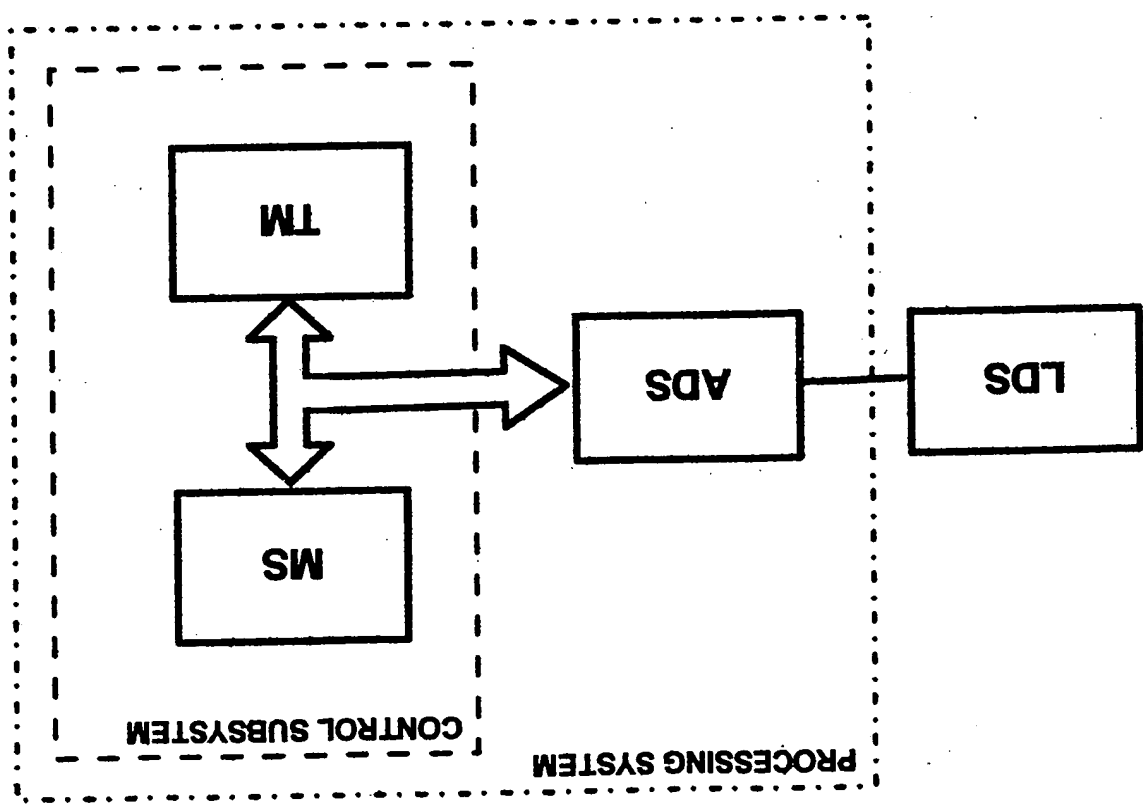 PROCESSING SYSTEM
CONTROL SUBSYSTEM
MS
LDS
ADS
TM